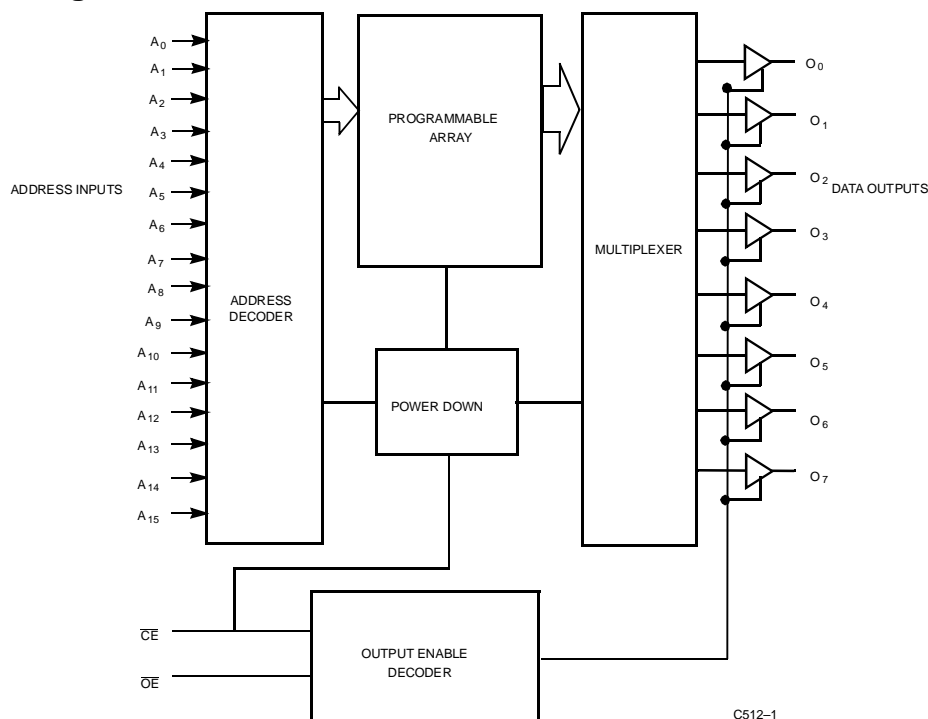 A0
A1
A2
A3
A4
A5
A6
A7
A8
A9
A10
A11
A12
A13
A14
A15
ADDRESS INPUTS
ADDRESS
DECODER
PROGRAMMABLE
ARRAY
POWER DOWN
MULTIPLEXER
O0
O1
O2
O3
O4
O5
O6
O7
DATA OUTPUTS
CE
OE
OUTPUT ENABLE
DECODER
C512–1